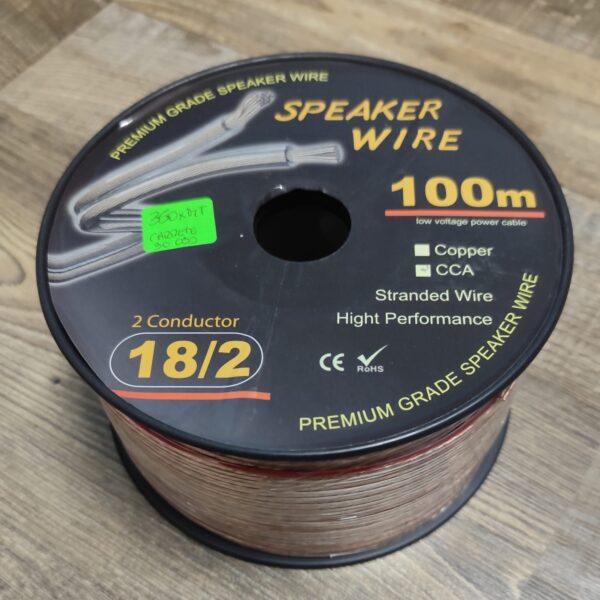 PREMIUM GRADE SPEAKER WIRE
SPEAKER
WIRE
100m
low voltage power cable
Copper
CCA
Stranded Wire
Hight Performance
2 Conductor
18/2
CE
RoHS
PREMIUM GRADE SPEAKER WIRE